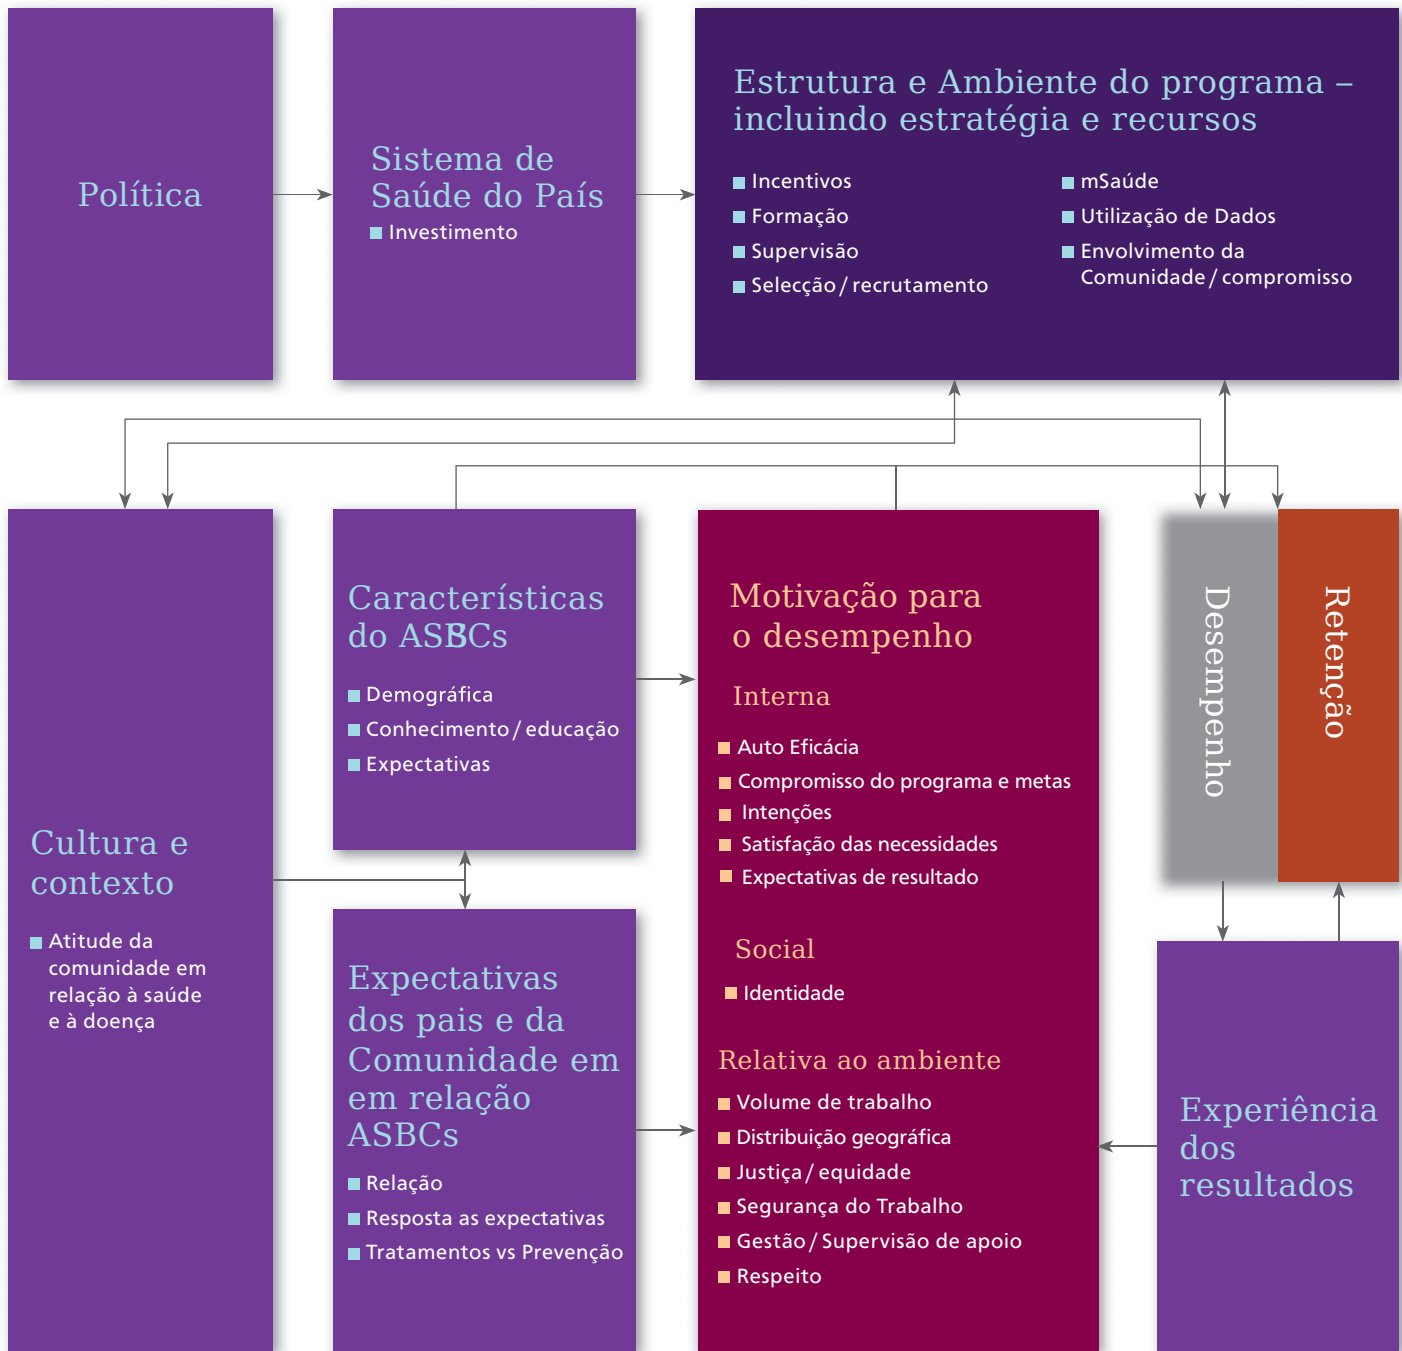 Política
Sistema de
Saúde do País
Investimento
Estrutura e Ambiente do programa –
incluindo estratégia e recursos
Incentivos
Formação
Supervisão
Selecção / recrutamento
mSaúde
Utilização de Dados
Envolvimento da
Comunidade / compromisso
Cultura e
contexto
Atitude da
comunidade em
relação à saúde
e à doença
Características
do ASBCs
Demográfica
Conhecimento / educação
Expectativas
Expectativas
dos pais e da
Comunidade em
em relação
ASBCs
Relação
Resposta as expectativas
Tratamentos vs Prevenção
Motivação para
o desempenho
Interna
Auto Eficácia
Compromisso do programa e metas
Intenções
Satisfação das necessidades
Expectativas de resultado
Social
Identidade
Relativa ao ambiente
Volume de trabalho
Distribuição geográfica
Justiça / equidade
Segurança do Trabalho
Gestão / Supervisão de apoio
Respeito
Desempenho
Retenção
Experiência
dos
resultados